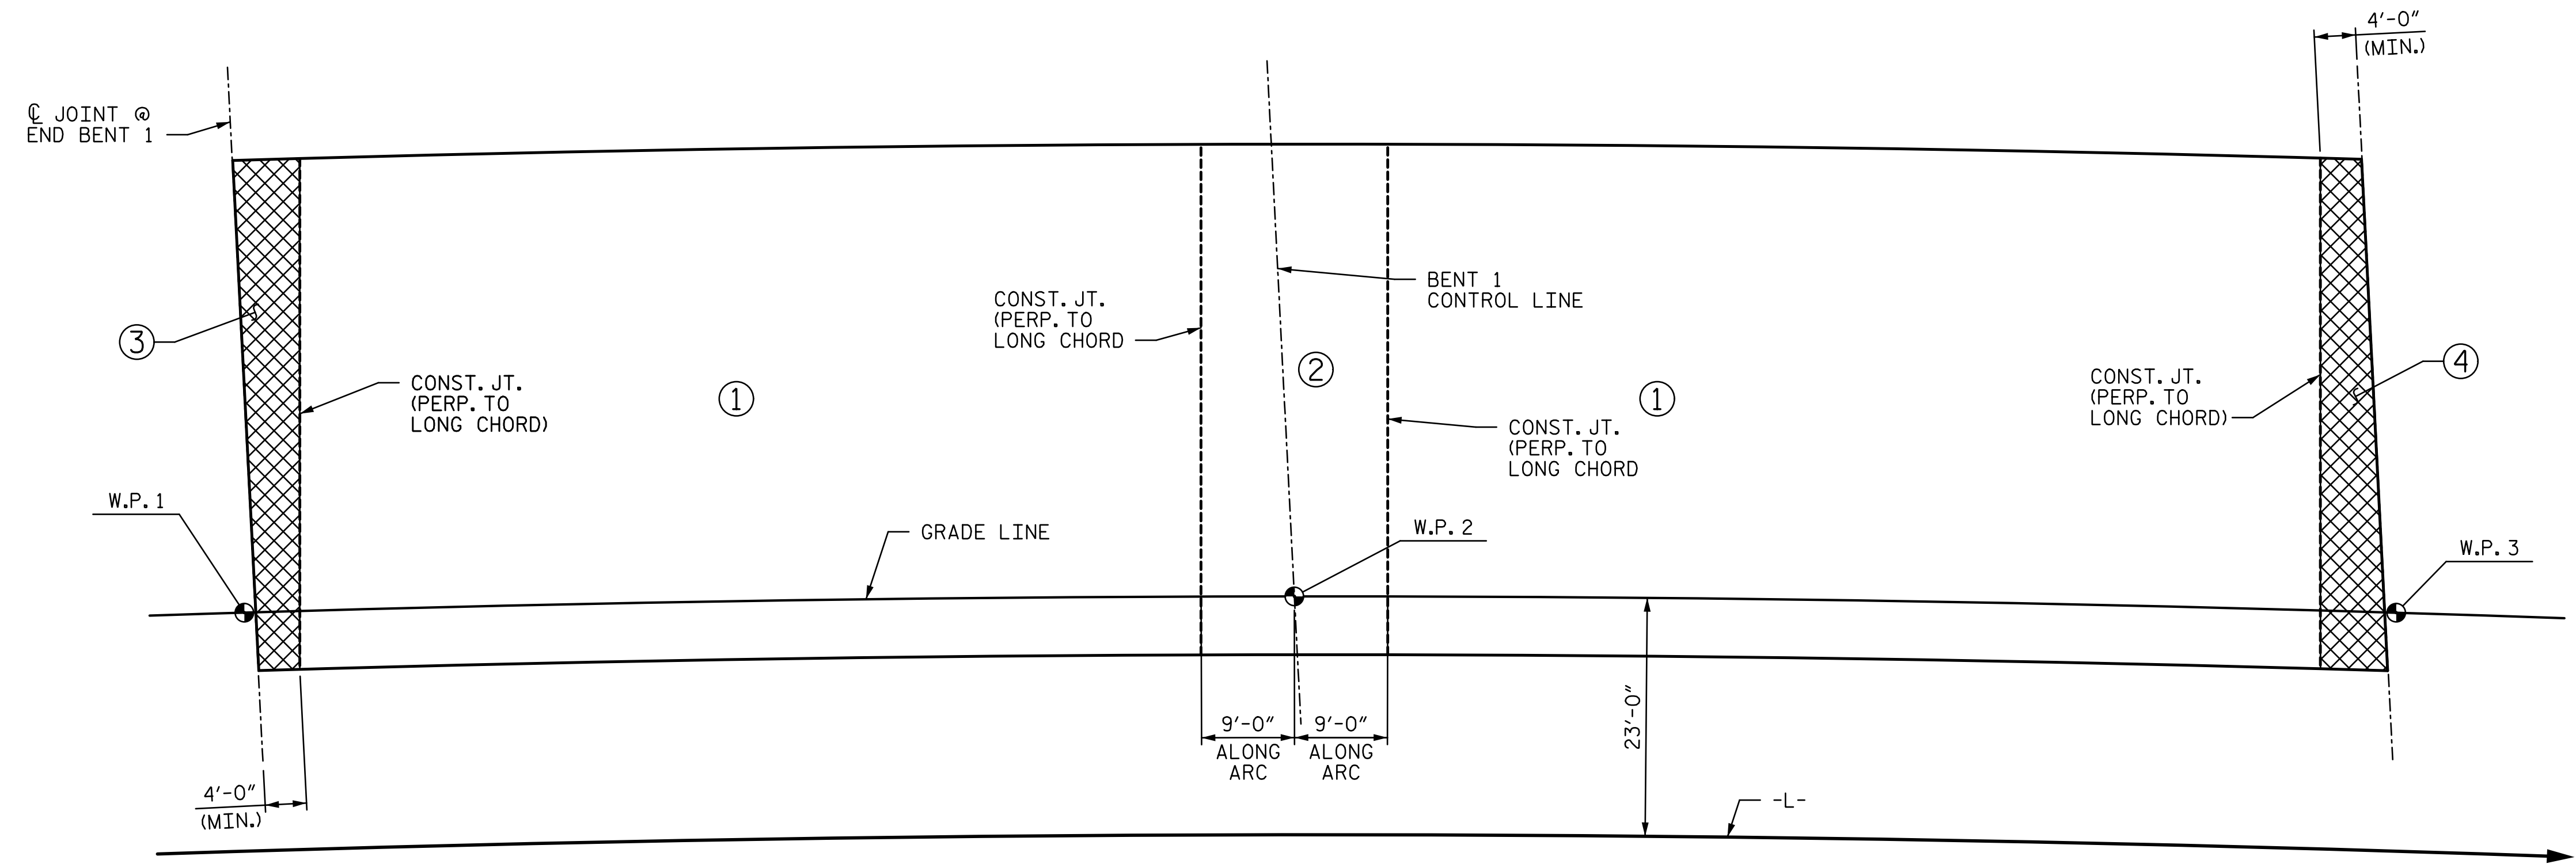 4'-0"
(MIN.)
℄ JOINT @
END BENT 1
BENT 1
CONTROL LINE
CONST. JT.
(PERP. TO
LONG CHORD
3
2
4
1
1
CONST. JT.
(PERP. TO
LONG CHORD)
CONST. JT.
(PERP. TO
LONG CHORD)
CONST. JT.
(PERP. TO
LONG CHORD
W.P. 1
GRADE LINE
W.P. 2
W.P. 3
23'-0"
9'-0"
ALONG
ARC
9'-0"
ALONG
ARC
4'-0"
(MIN.)
-L-